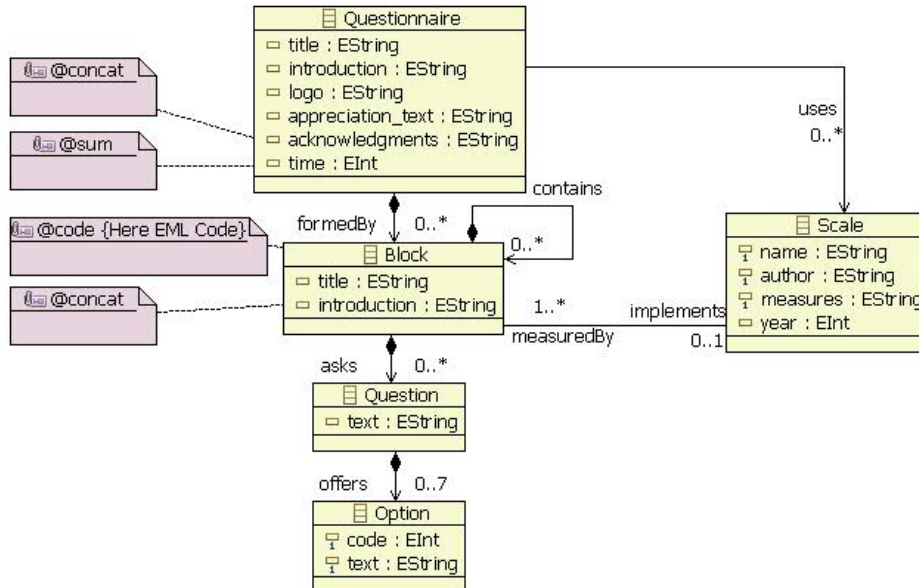 Questionnaire
title : EString
introduction : EString
logo : EString
appreciation_text : EString
acknowledgments : EString
time : EInt
@concat
@sum
uses
0..*
contains
formedBy
0..*
0..*
@code {Here EML Code}
Block
title : EString
introduction : EString
@concat
Scale
name : EString
author : EString
measures : EString
year : EInt
1..*
implements
measuredBy
0..1
asks
0..*
Question
text : EString
offers
0..7
Option
code : EInt
text : EString